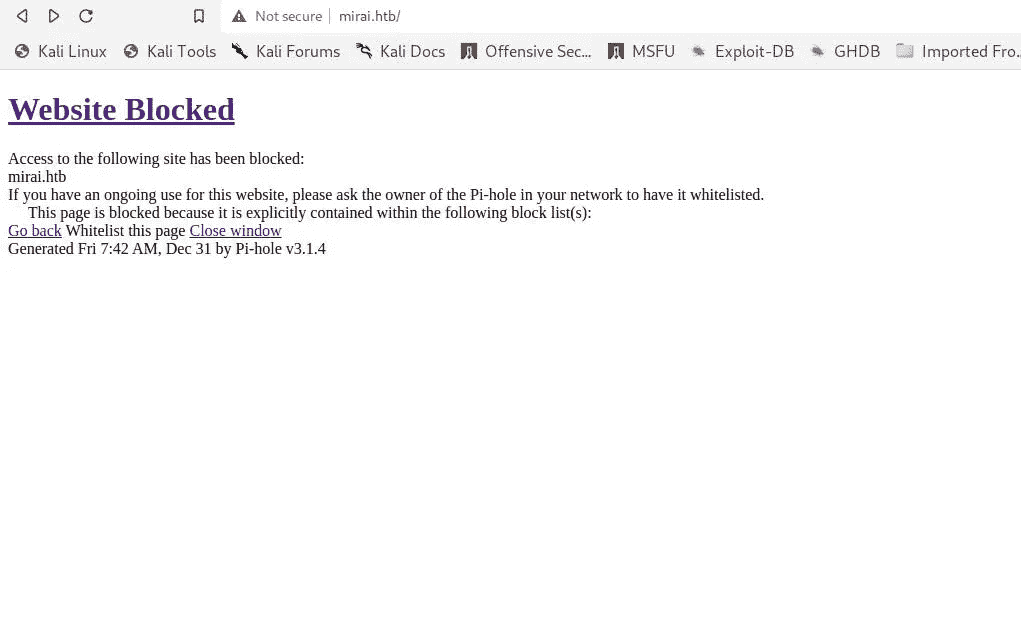 Not secure mirai.htb/
Kali Linux Kali Tools Kali Forums Kali Docs Offensive Sec... MSFU Exploit-DB GHDB Imported Fro..
Website Blocked
Access to the following site has been blocked:
mirai.htb
If you have an ongoing use for this website, please ask the owner of the Pi-hole in your network to have it whitelisted.
This page is blocked because it is explicitly contained within the following block list(s):
Go back Whitelist this page Close window
Generated Fri 7:42 AM, Dec 31 by Pi-hole v3.1.4